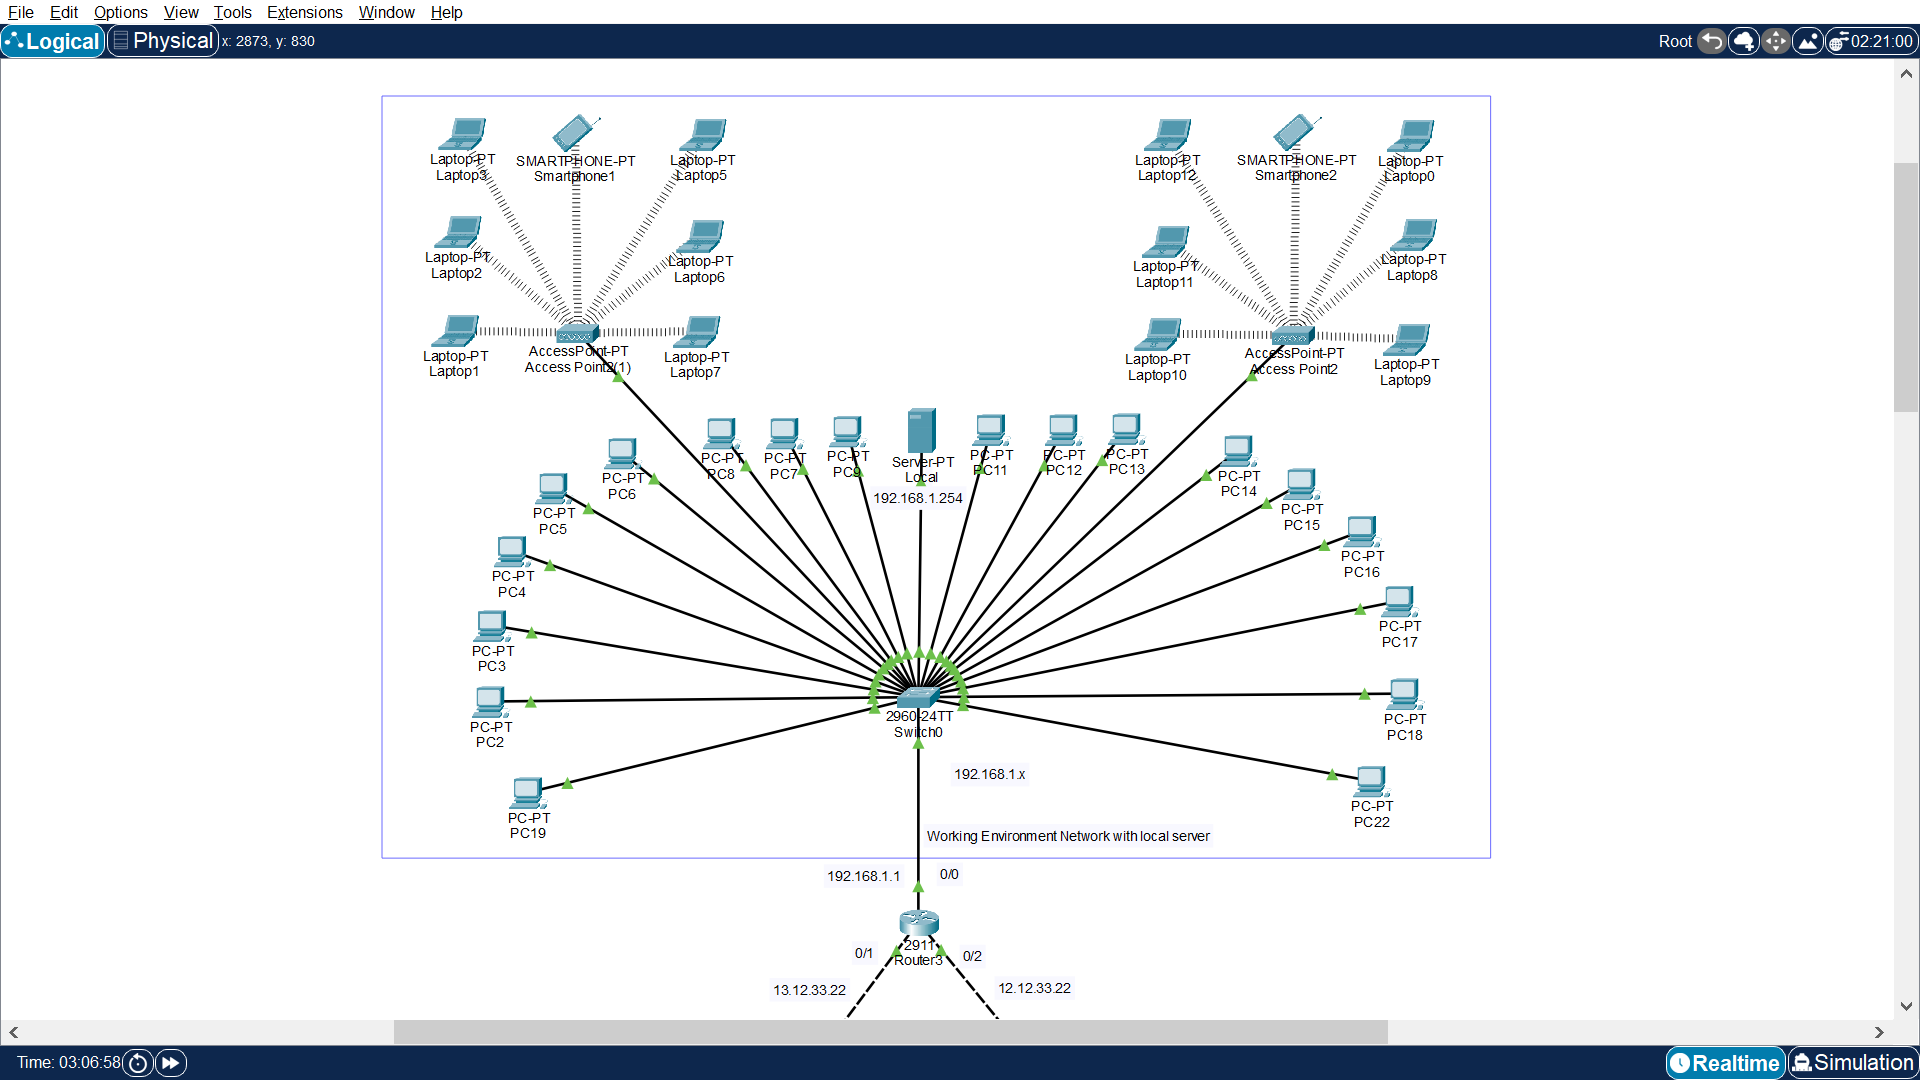 File Edit Options View Tools Extensions Window Help
Logical Physical x: 2873, y: 830 Root 02:21:00
Laptop-PT
Laptop3
SMARTPHONE-PT
Smartphone1
Laptop-PT
Laptop5
Laptop-PT
Laptop12
SMARTPHONE-PT
Smartphone2
Laptop-PT
Laptop0
Laptop-PT
Laptop2
Laptop-PT
Laptop6
Laptop-PT
Laptop11
Laptop-PT
Laptop8
Laptop-PT
Laptop1
AccessPoint-PT
Access Point2(1)
Laptop-PT
Laptop7
Laptop-PT
Laptop10
AccessPoint-PT
Access Point2
Laptop-PT
Laptop9
PC-PT
PC6
PC-PT
PC8
PC-PT
PC7
PC-PT
PC9
Server-PT
Local
192.168.1.254
PC-PT
PC11
PC-PT
PC12
PC-PT
PC13
PC-PT
PC14
PC-PT
PC5
PC-PT
PC15
PC-PT
PC4
PC-PT
PC16
PC-PT
PC3
PC-PT
PC17
PC-PT
PC2
2960-24TT
Switch0
PC-PT
PC18
192.168.1.x
PC-PT
PC19
PC-PT
PC22
Working Environment Network with local server
192.168.1.1 0/0
2911
Router3
0/1 0/2
13.12.33.22 12.12.33.22
Time: 03:06:58 Realtime Simulation